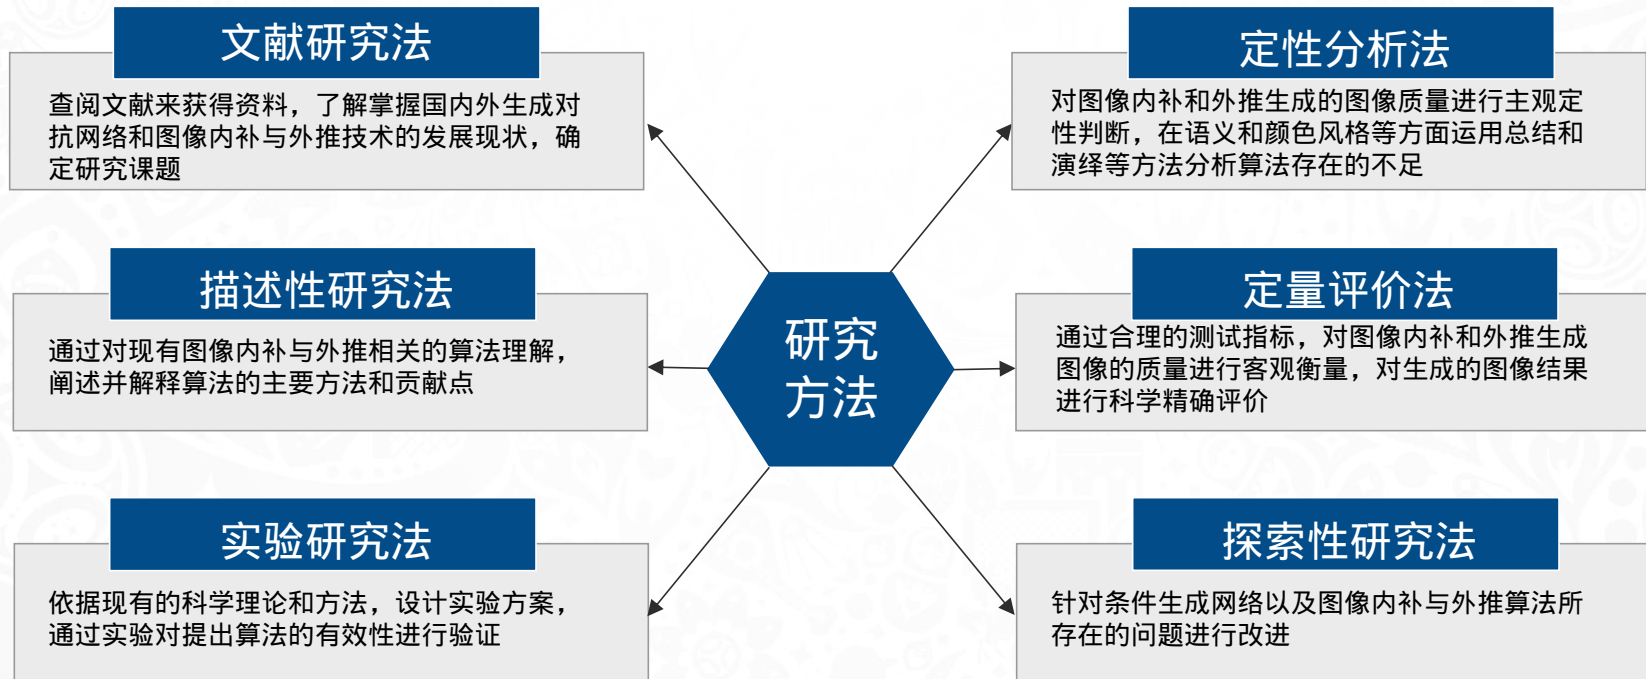 文献研究法
查阅文献来获得资料，了解掌握国内外生成对
抗网络和图像内补与外推技术的发展现状，确
定研究课题
描述性研究法
通过对现有图像内补与外推相关的算法理解，
阐述并解释算法的主要方法和贡献点
实验研究法
依据现有的科学理论和方法，设计实验方案，
通过实验对提出算法的有效性进行验证
研究
方法
定性分析法
对图像内补和外推生成的图像质量进行主观定
性判断，在语义和颜色风格等方面运用总结和
演绎等方法分析算法存在的不足
定量评价法
通过合理的测试指标，对图像内补和外推生成
图像的质量进行客观衡量，对生成的图像结果
进行科学精确评价
探索性研究法
针对条件生成网络以及图像内补与外推算法所
存在的问题进行改进